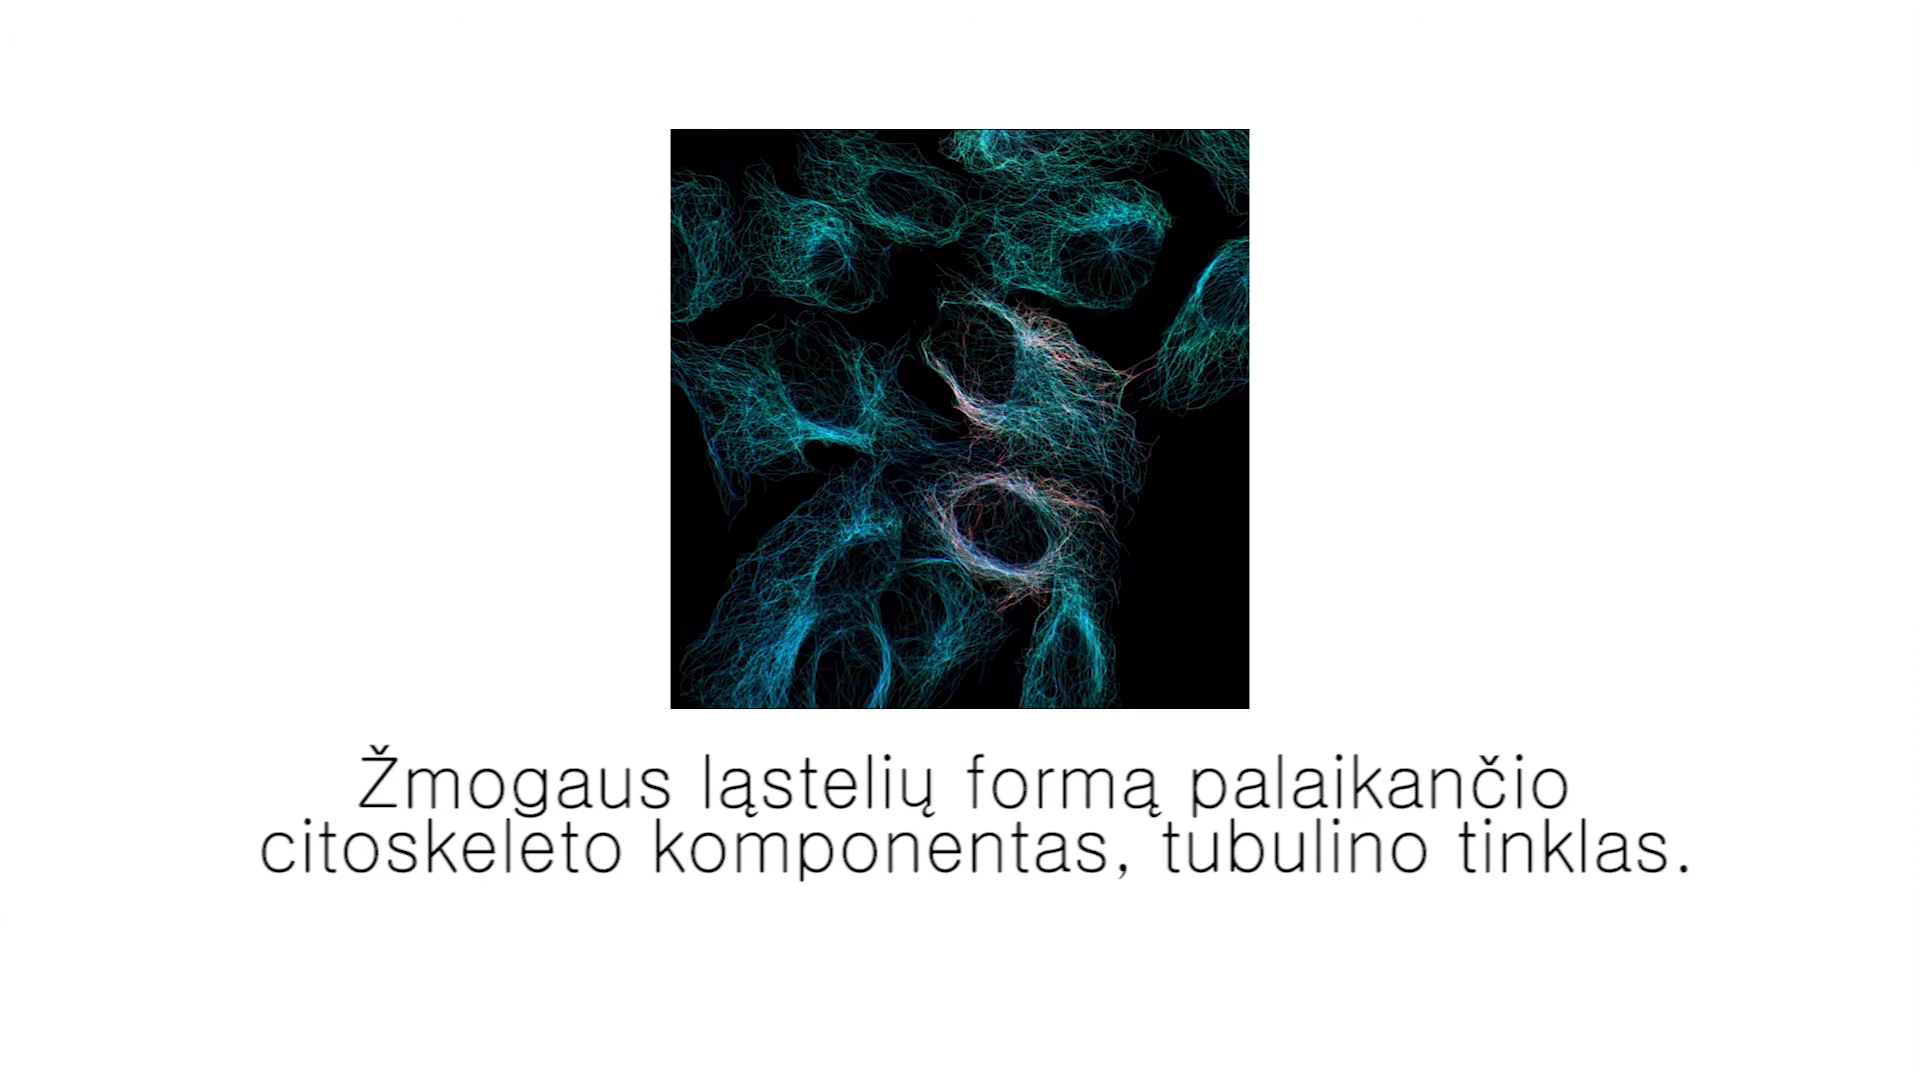 Žmogaus ląstelių formą palaikančio
citoskeleto komponentas, tubulino tinklas.